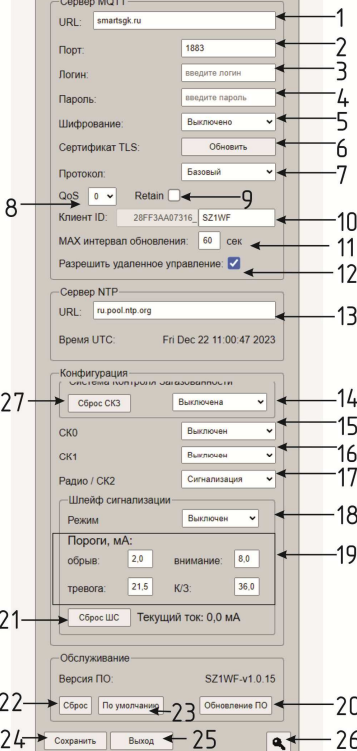 Сервер MQTT
URL: smartsgk.ru 1
Порт: 1883 2
Логин: введите логин 3
Пароль: введите пароль 4
Шифрование: Выключено 5
Сертификат TLS: Обновить 6
Протокол: Базовый 7
8 QoS 0 Retain 9
Клиент ID: 28FF3AA07316_ SZ1WF 10
MAX интервал обновления: 60 сек 11
Разрешить удаленное управление: 12
Сервер NTP
URL: ru.pool.ntp.org 13
Время UTC: Fri Dec 22 11:00:47 2023
Конфигурация
Система Контроля Загазованности
27 Сброс СКЗ Выключена 14
СК0 Выключен 15
СК1 Выключен 16
Радио / СК2 Сигнализация 17
Шлейф сигнализации
Режим Выключен 18
Пороги, мА: 19
обрыв: 2,0 внимание: 8,0
тревога: 21,5 К/З: 36,0
21 Сброс ШС Текущий ток: 0,0 мА
Обслуживание
Версия ПО: SZ1WF-v1.0.15
22 Сброс По умолчанию 23 Обновление ПО 20
24 Сохранить Выход 25 26